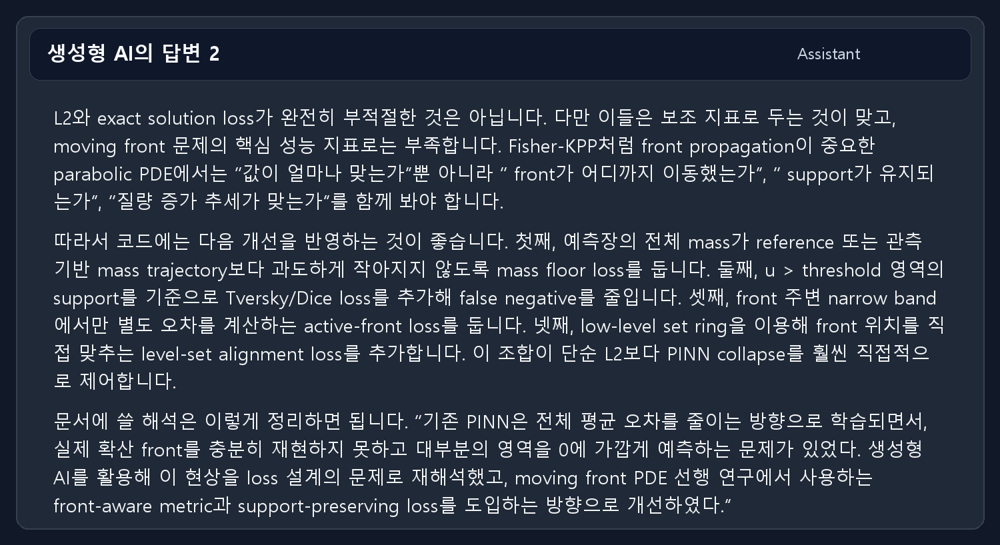 생성형 AI의 답변 2
Assistant
L2와 exact solution loss가 완전히 부적절한 것은 아닙니다. 다만 이들은 보조 지표로 두는 것이 맞고,
moving front 문제의 핵심 성능 지표로는 부족합니다. Fisher-KPP처럼 front propagation이 중요한
parabolic PDE에서는 “값이 얼마나 맞는가”뿐 아니라 ” front가 어디까지 이동했는가“, ” support가 유지되
는가“, ”질량 증가 추세가 맞는가”를 함께 봐야 합니다.
따라서 코드에는 다음 개선을 반영하는 것이 좋습니다. 첫째, 예측장의 전체 mass가 reference 또는 관측
기반 mass trajectory보다 과도하게 작아지지 않도록 mass floor loss를 둡니다. 둘째, u > threshold 영역의
support를 기준으로 Tversky/Dice loss를 추가해 false negative를 줄입니다. 셋째, front 주변 narrow band
에서만 별도 오차를 계산하는 active-front loss를 둡니다. 넷째, low-level set ring을 이용해 front 위치를 직
접 맞추는 level-set alignment loss를 추가합니다. 이 조합이 단순 L2보다 PINN collapse를 훨씬 직접적으
로 제어합니다.
문서에 쓸 해석은 이렇게 정리하면 됩니다. “기존 PINN은 전체 평균 오차를 줄이는 방향으로 학습되면서,
실제 확산 front를 충분히 재현하지 못하고 대부분의 영역을 0에 가깝게 예측하는 문제가 있었다. 생성형
AI를 활용해 이 현상을 loss 설계의 문제로 재해석했고, moving front PDE 선행 연구에서 사용하는
front-aware metric과 support-preserving loss를 도입하는 방향으로 개선하였다.”